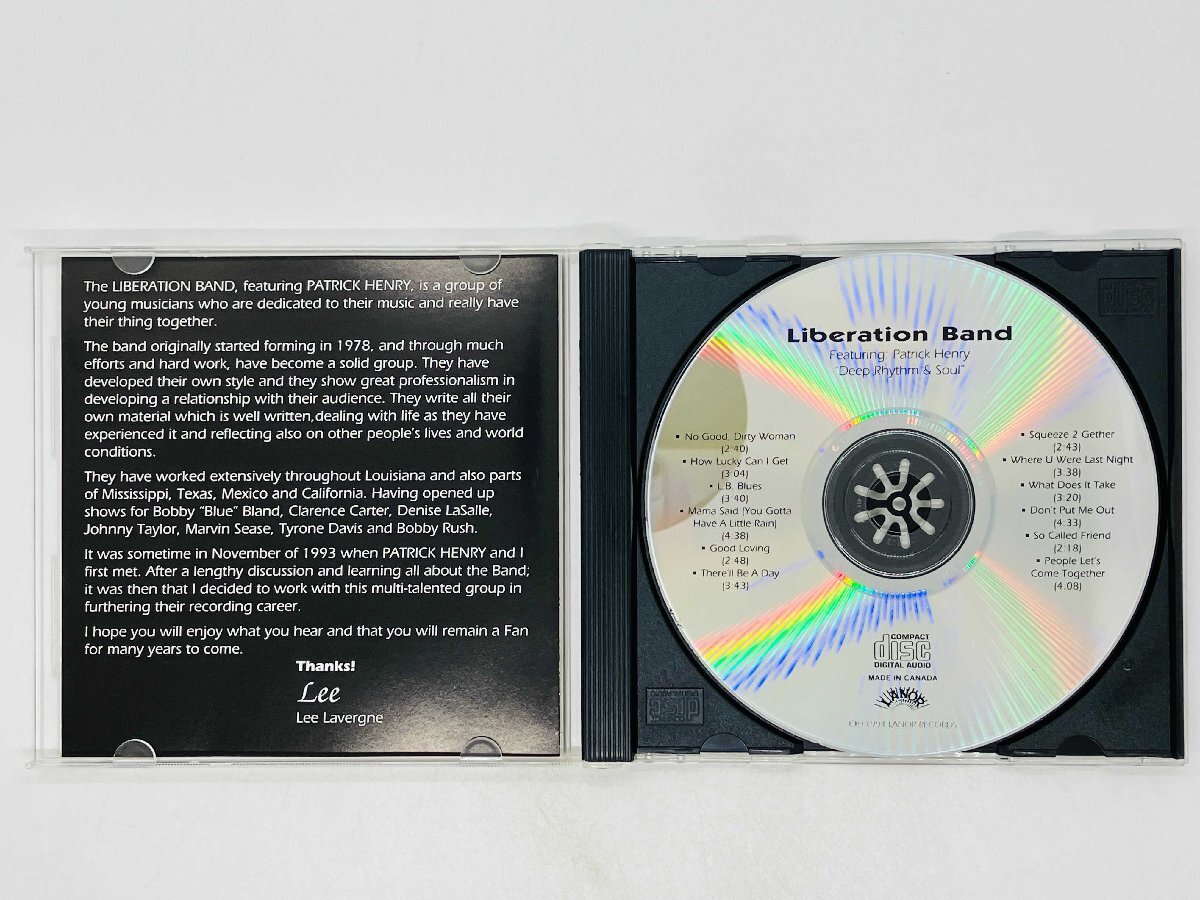 The LIBERATION BAND, featuring PATRICK HENRY, is a group of
young musicians who are dedicated to their music and really have
their thing together.
The band originally started forming in 1978, and through much
efforts and hard work, have become a solid group. They have
developed their own style and they show great professionalism in
developing a relationship with their audience. They write all their
own material which is well written,dealing with life as they have
experienced it and reflecting also on other people's lives and world
conditions.
They have worked extensively throughout Louisiana and also parts
of Mississippi, Texas, Mexico and California. Having opened up
shows for Bobby "Blue" Bland, Clarence Carter, Denise LaSalle,
Johnny Taylor, Marvin Sease, Tyrone Davis and Bobby Rush.
It was sometime in November of 1993 when PATRICK HENRY and I
first met. After a lengthy discussion and learning all about the Band;
it was then that I decided to work with this multi-talented group in
furthering their recording career.
I hope you will enjoy what you hear and that you will remain a Fan
for many years to come.
Thanks!
Lee
Lee Lavergne
Liberation Band
Featuring: Patrick Henry
"Deep Rhythm & Soul"
▪ No Good, Dirty Woman
(2:40)
▪ How Lucky Can I Get
(3:04)
▪ L.B. Blues
(3:40)
▪ Mama Said (You Gotta
Have A Little Rain)
(4:38)
▪ Good Loving
(2:48)
▪ There'll Be A Day
(3:43)
▪ Squeeze 2 Gether
(2:43)
▪ Where U Were Last Night
(3:38)
▪ What Does It Take
(3:20)
▪ Don't Put Me Out
(4:33)
▪ So Called Friend
(2:18)
▪ People Let's
Come Together
(4:08)
COMPACT
disc
DIGITAL AUDIO
MADE IN CANADA
LANOR
1994 LANOR RECORDS